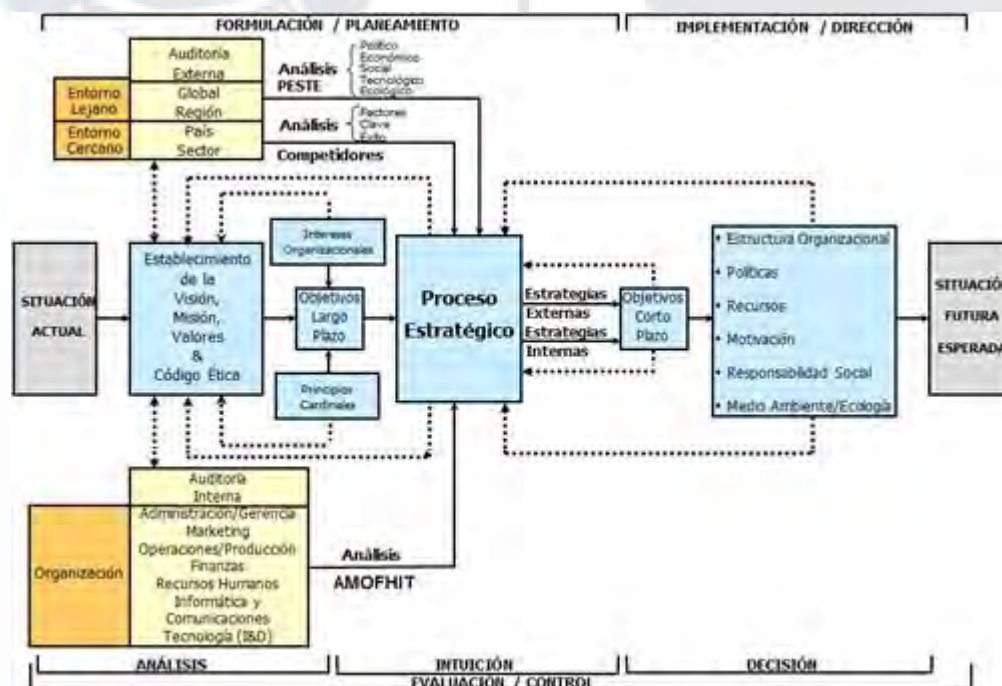 FORMULACIÓN / PLANEAMIENTO
IMPLEMENTACIÓN / DIRECCIÓN
Auditoría
Externa
Entorno
Lejano
Global
Región
Entorno
Cercano
País
Sector
Análisis
PESTE
Político
Económico
Social
Tecnológico
Ecológico
Análisis
Competidores
Factores
Clave
Éxito
SITUACIÓN
ACTUAL
Establecimiento
de la
Visión,
Misión,
Valores
&
Código Ética
Intereses
Organizacionales
Objetivos
Largo
Plazo
Principios
Cardinales
Proceso
Estratégico
Estrategias
Externas
Estrategias
Internas
Objetivos
Corto
Plazo
• Estructura Organizacional
• Políticas
• Recursos
• Motivación
• Responsabilidad Social
• Medio Ambiente/Ecología
SITUACIÓN
FUTURA
ESPERADA
Auditoría
Interna
Organización
Administración/Gerencia
Marketing
Operaciones/Producción
Finanzas
Recursos Humanos
Informática y
Comunicaciones
Tecnología (I&D)
Análisis
AMOFHIT
ANÁLISIS
INTUICIÓN
DECISIÓN
EVALUACIÓN / CONTROL